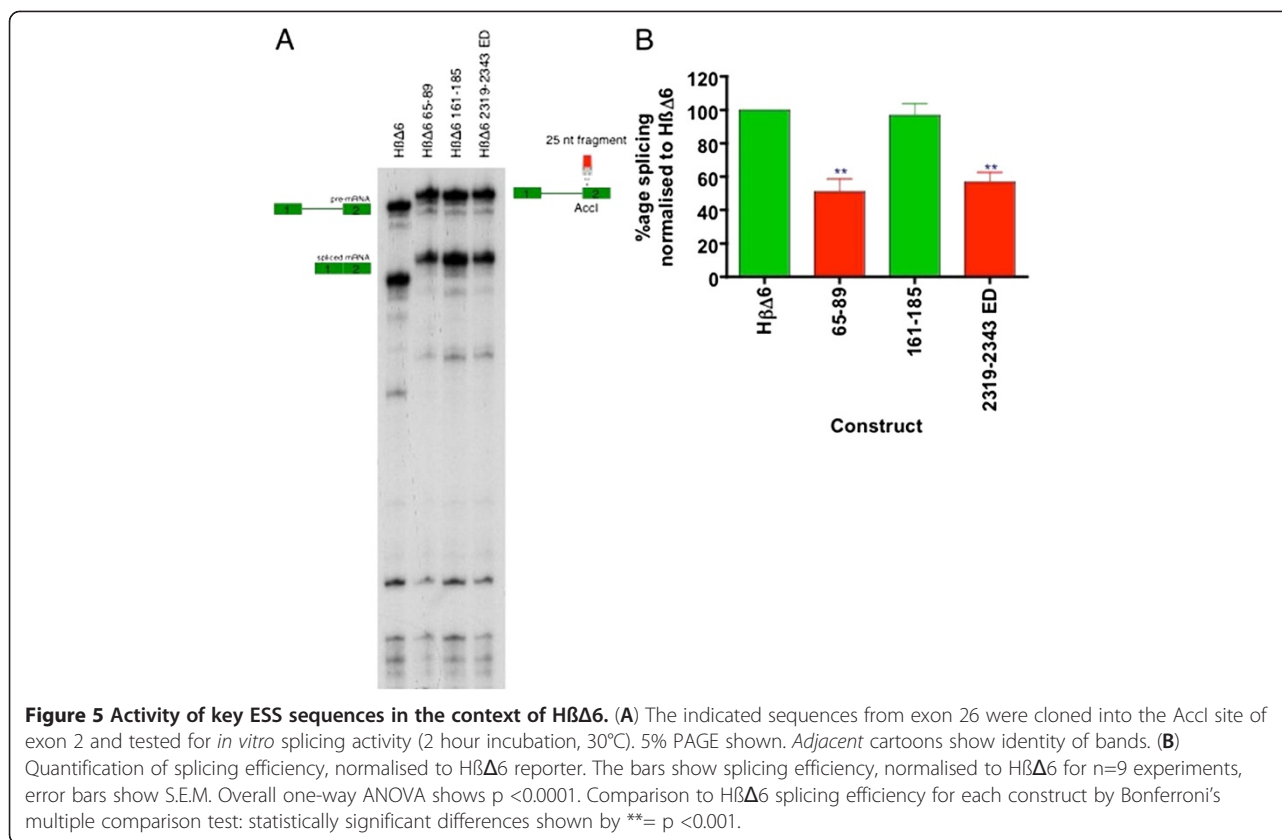 A
HßΔ6
HßΔ6 65-89
HßΔ6 161-185
HßΔ6 2319-2343 ED
pre-mRNA
1 2
spliced mRNA
1 2
25 nt fragment
1 2
AccI
B
%age splicing
normalised to HßΔ6
120
100
80
60
40
20
0
**
**
HβΔ6
65-89
161-185
2319-2343 ED
Construct
Figure 5 Activity of key ESS sequences in the context of HßΔ6. (A) The indicated sequences from exon 26 were cloned into the AccI site of
exon 2 and tested for in vitro splicing activity (2 hour incubation, 30°C). 5% PAGE shown. Adjacent cartoons show identity of bands. (B)
Quantification of splicing efficiency, normalised to HßΔ6 reporter. The bars show splicing efficiency, normalised to HßΔ6 for n=9 experiments,
error bars show S.E.M. Overall one-way ANOVA shows p <0.0001. Comparison to HßΔ6 splicing efficiency for each construct by Bonferroni's
multiple comparison test: statistically significant differences shown by **= p <0.001.